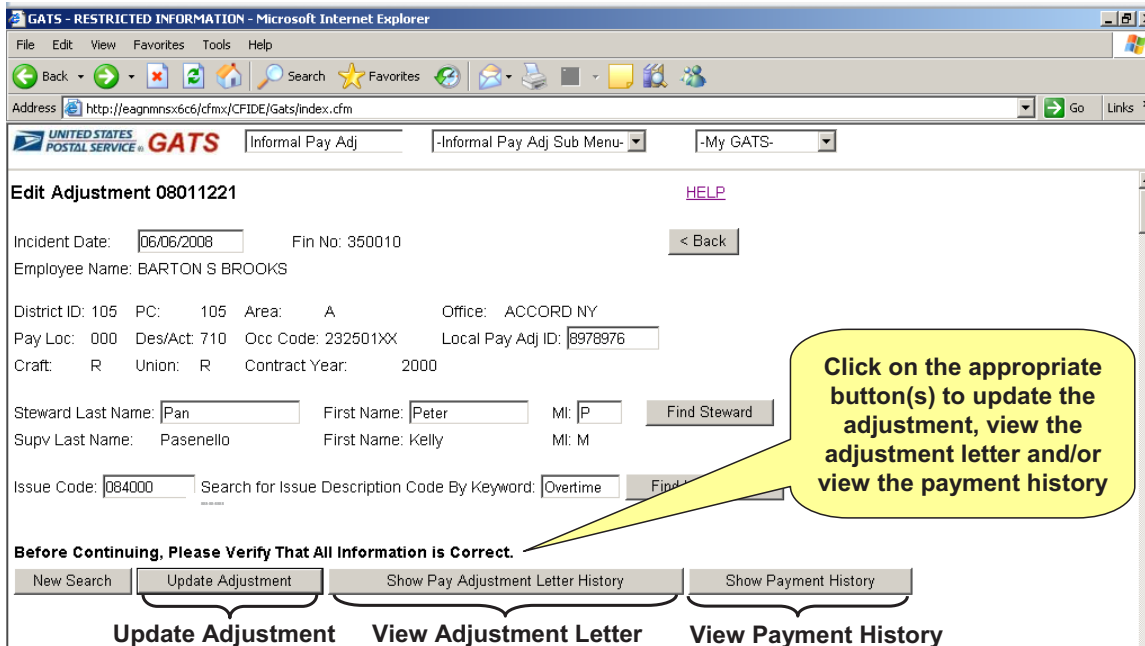 GATS - RESTRICTED INFORMATION - Microsoft Internet Explorer
File Edit View Favorites Tools Help
Back Search Favorites
Address http://eagnmnsx6c6/cfmx/CFIDE/Gats/index.cfm Go Links
UNITED STATES POSTAL SERVICE® GATS Informal Pay Adj -Informal Pay Adj Sub Menu- -My GATS-
Edit Adjustment 08011221 HELP
Incident Date: 06/06/2008 Fin No: 350010 < Back
Employee Name: BARTON S BROOKS
District ID: 105 PC: 105 Area: A Office: ACCORD NY
Pay Loc: 000 Des/Act: 710 Occ Code: 232501XX Local Pay Adj ID: 8978976
Craft: R Union: R Contract Year: 2000
Steward Last Name: Pan First Name: Peter MI: P Find Steward
Supv Last Name: Pasenello First Name: Kelly MI: M
Issue Code: 084000 Search for Issue Description Code By Keyword: Overtime
Click on the appropriate
button(s) to update the
adjustment, view the
adjustment letter and/or
view the payment history
Before Continuing, Please Verify That All Information is Correct.
New Search Update Adjustment Show Pay Adjustment Letter History Show Payment History
Update Adjustment View Adjustment Letter View Payment History